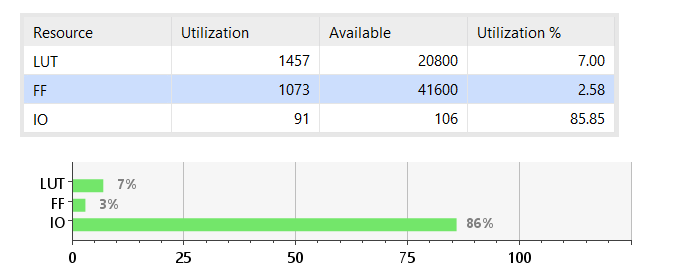 Resource Utilization Available Utilization %
LUT 1457 20800 7.00
FF 1073 41600 2.58
IO 91 106 85.85
LUT 7%
FF 3%
IO 86%
0 25 50 75 100